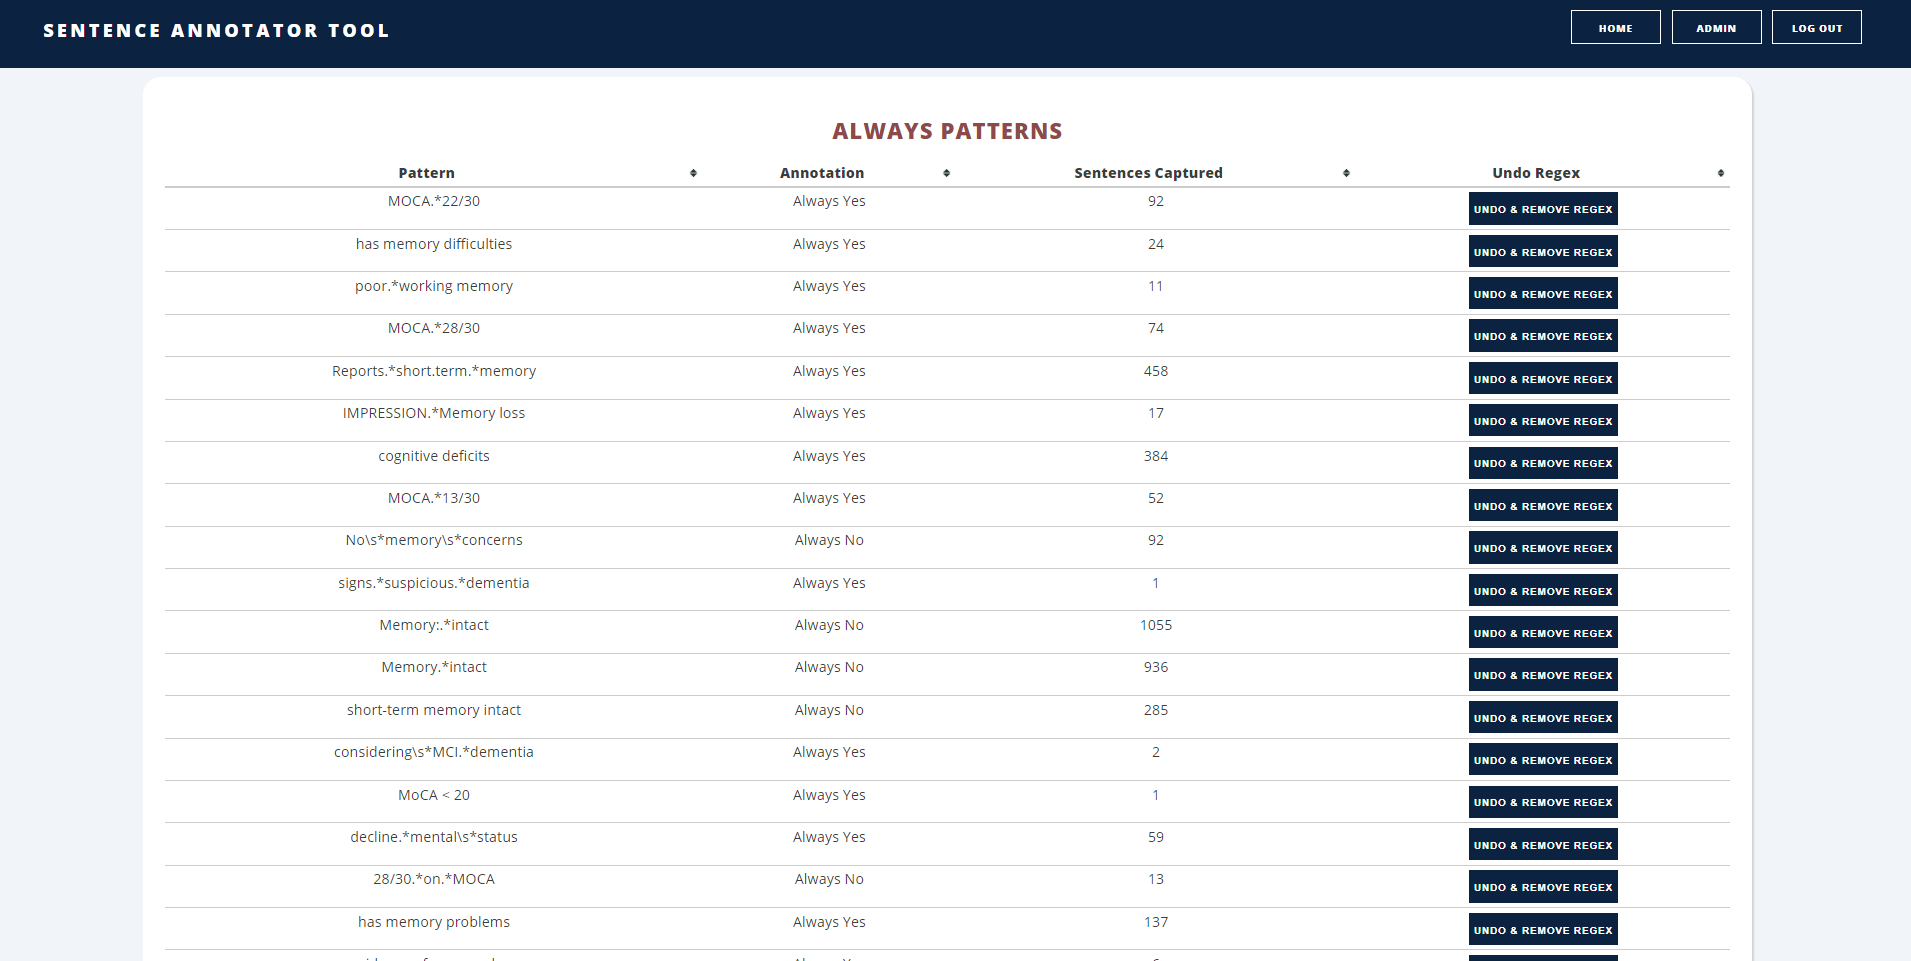 SENTENCE ANNOTATOR TOOL HOME ADMIN LOG OUT
ALWAYS PATTERNS
Pattern Annotation Sentences Captured Undo Regex
MOCA.*22/30 Always Yes 92 UNDO & REMOVE REGEX
has memory difficulties Always Yes 24 UNDO & REMOVE REGEX
poor.*working memory Always Yes 11 UNDO & REMOVE REGEX
MOCA.*28/30 Always Yes 74 UNDO & REMOVE REGEX
Reports.*short.term.*memory Always Yes 458 UNDO & REMOVE REGEX
IMPRESSION.*Memory loss Always Yes 17 UNDO & REMOVE REGEX
cognitive deficits Always Yes 384 UNDO & REMOVE REGEX
MOCA.*13/30 Always Yes 52 UNDO & REMOVE REGEX
No\s*memory\s*concerns Always No 92 UNDO & REMOVE REGEX
signs.*suspicious.*dementia Always Yes 1 UNDO & REMOVE REGEX
Memory:.*intact Always No 1055 UNDO & REMOVE REGEX
Memory.*intact Always No 936 UNDO & REMOVE REGEX
short-term memory intact Always No 285 UNDO & REMOVE REGEX
considering\s*MCI.*dementia Always Yes 2 UNDO & REMOVE REGEX
MoCA < 20 Always Yes 1 UNDO & REMOVE REGEX
decline.*mental\s*status Always Yes 59 UNDO & REMOVE REGEX
28/30.*on.*MOCA Always No 13 UNDO & REMOVE REGEX
has memory problems Always Yes 137 UNDO & REMOVE REGEX